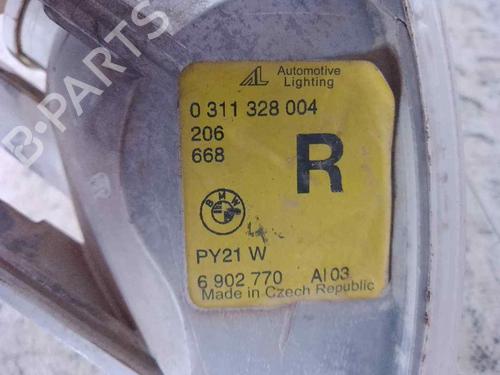 B-PARTS
AL Automotive
Lighting
0 311 328 004
206
668
R
BMW
PY21 W
6 902 770 AI 03
Made in Czech Republic